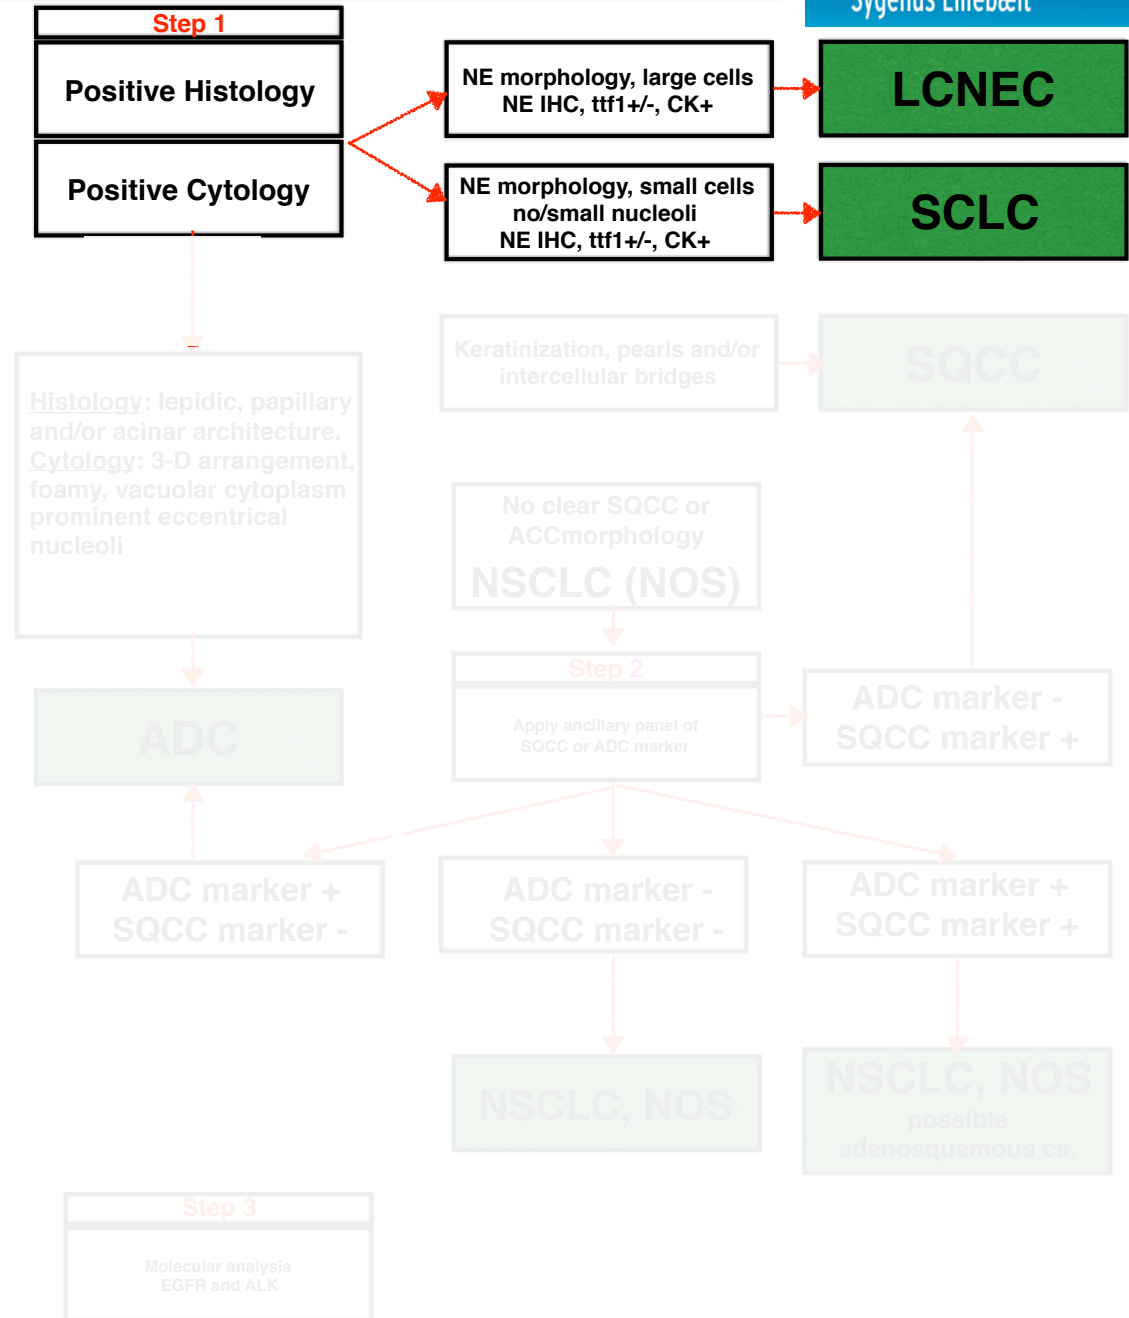 Sygehus Lillebælt
Step 1
Positive Histology
Positive Cytology
NE morphology, large cells
NE IHC, ttf1+/-, CK+
LCNEC
NE morphology, small cells
no/small nucleoli
NE IHC, ttf1+/-, CK+
SCLC
Keratinization, pearls and/or
intercellular bridges
SQCC
Histology: lepidic, papillary
and/or acinar architecture.
Cytology: 3-D arrangement,
foamy, vacuolar cytoplasm
prominent eccentrical
nucleoli
No clear SQCC or
ACCmorphology
NSCLC (NOS)
Step 2
Apply ancillary panel of
SQCC or ADC marker
ADC marker -
SQCC marker +
ADC
ADC marker +
SQCC marker -
ADC marker -
SQCC marker -
ADC marker +
SQCC marker +
NSCLC, NOS
NSCLC, NOS
possible
adenosquamous ca.
Step 3
Molecular analysis
EGFR and ALK